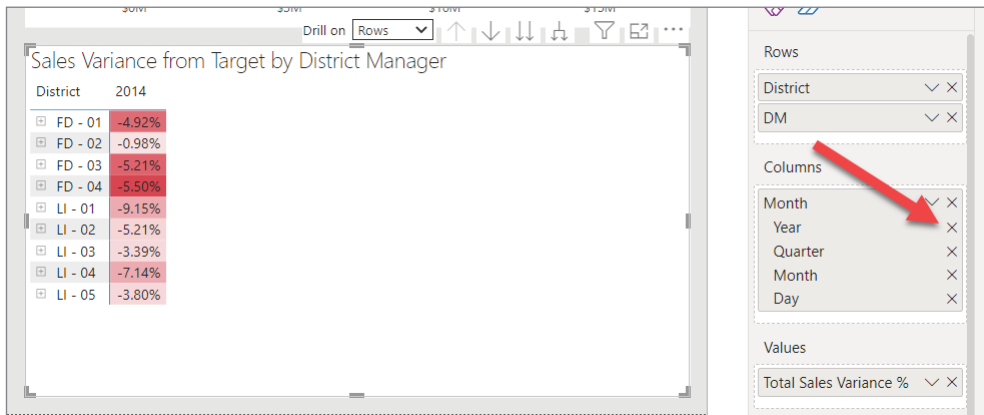 $0M $5M $10M $15M
Drill on Rows
Sales Variance from Target by District Manager
District 2014
FD - 01 -4.92%
FD - 02 -0.98%
FD - 03 -5.21%
FD - 04 -5.50%
LI - 01 -9.15%
LI - 02 -5.21%
LI - 03 -3.39%
LI - 04 -7.14%
LI - 05 -3.80%
Rows
District
DM
Columns
Month
Year
Quarter
Month
Day
Values
Total Sales Variance %